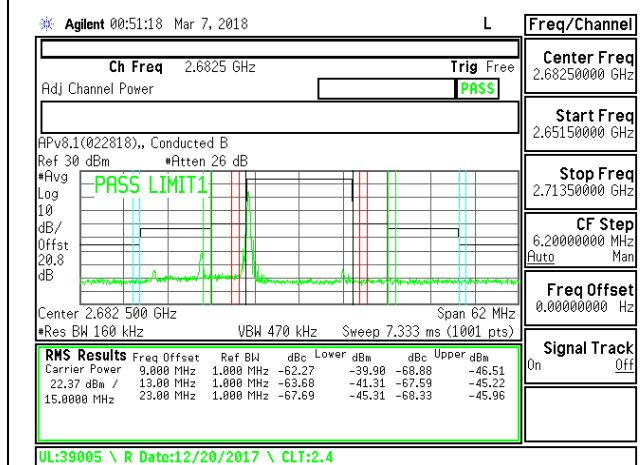 Agilent 00:51:18 Mar 7, 2018 L
Freq/Channel
Ch Freq 2.6825 GHz Trig Free
Adj Channel Power PASS
Center Freq
2.68250000 GHz
Start Freq
2.65150000 GHz
Stop Freq
2.71350000 GHz
CF Step
6.20000000 MHz
Auto Man
Freq Offset
0.00000000 Hz
Signal Track
On Off
APv8.1(022818),, Conducted B
Ref 30 dBm #Atten 26 dB
#Avg
Log
10
dB/
Offst
20.8
dB
PASS LIMIT1
Center 2.682 500 GHz Span 62 MHz
#Res BW 160 kHz VBW 470 kHz Sweep 7.333 ms (1001 pts)
RMS Results Freq Offset Ref BW dBc Lower dBm dBc Upper dBm
Carrier Power 9.000 MHz 1.000 MHz -62.27 -39.90 -68.88 -46.51
22.37 dBm / 13.00 MHz 1.000 MHz -63.68 -41.31 -67.59 -45.22
15.0000 MHz 23.00 MHz 1.000 MHz -67.69 -45.31 -68.33 -45.96
UL:39005 \ R Date:12/20/2017 \ CLT:2.4